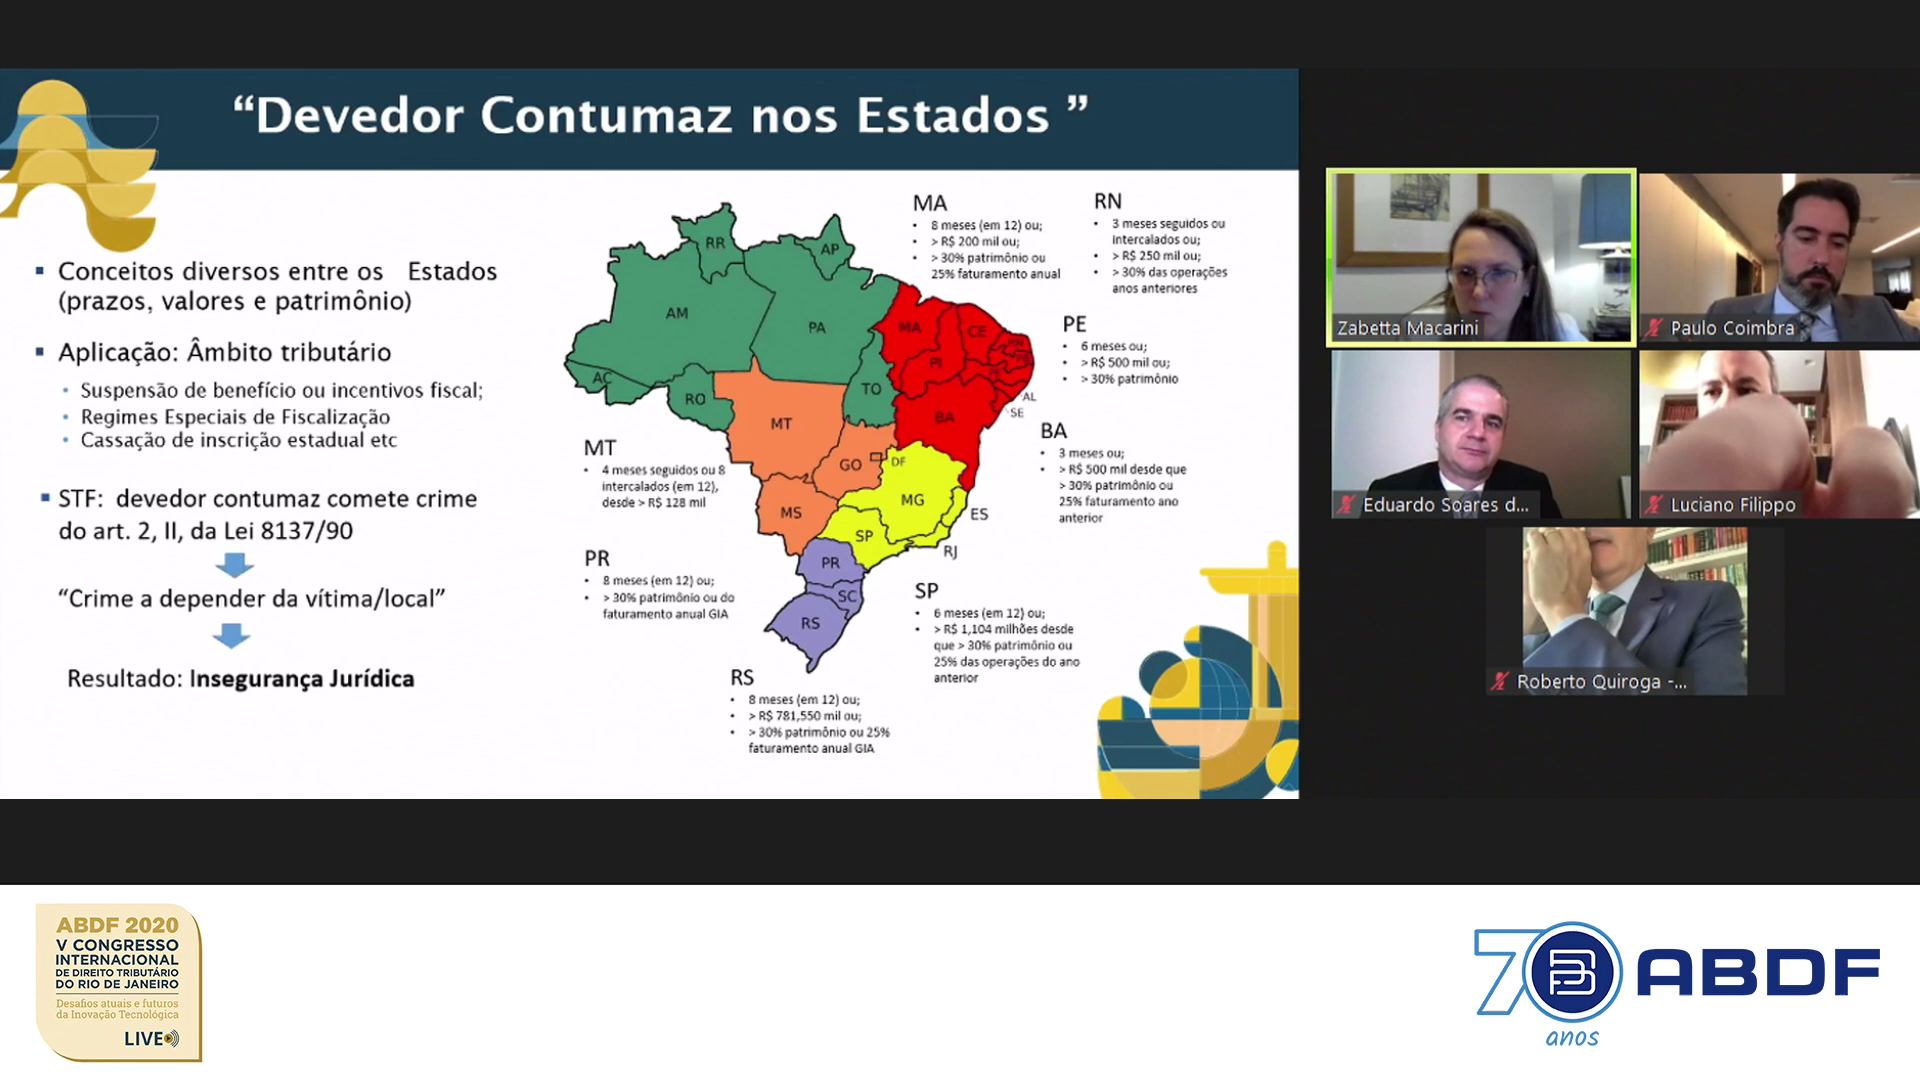 “Devedor Contumaz nos Estados ”
Conceitos diversos entre os Estados
(prazos, valores e patrimônio)
Aplicação: Âmbito tributário
Suspensão de benefício ou incentivos fiscal;
Regimes Especiais de Fiscalização
Cassação de inscrição estadual etc
STF: devedor contumaz comete crime
do art. 2, II, da Lei 8137/90
“Crime a depender da vítima/local”
Resultado: Insegurança Jurídica
RR
AP
AM
PA
MA
CE
RN
PI
AC
RO
TO
AL
SE
BA
MT
GO
DF
MG
ES
MS
SP
RJ
PR
SC
RS
MA
8 meses (em 12) ou;
> R$ 200 mil ou;
> 30% patrimônio ou
25% faturamento anual
RN
3 meses seguidos ou
Intercalados ou;
> R$ 250 mil ou;
> 30% das operações
anos anteriores
PE
6 meses ou;
> R$ 500 mil ou;
> 30% patrimônio
BA
3 meses ou;
> R$ 500 mil desde que
> 30% patrimônio ou
25% faturamento ano
anterior
MT
4 meses seguidos ou 8
intercalados (em 12),
desde > R$ 128 mil
PR
8 meses (em 12) ou;
> 30% patrimônio ou do
faturamento anual GIA
SP
6 meses (em 12) ou;
> R$ 1,104 milhões desde
que > 30% patrimônio ou
25% das operações do ano
anterior
RS
8 meses (em 12) ou;
> R$ 781,550 mil ou;
> 30% patrimônio ou 25%
faturamento anual GIA
Zabetta Macarini
Paulo Coimbra
Eduardo Soares d...
Luciano Filippo
Roberto Quiroga -...
ABDF 2020
V CONGRESSO
INTERNACIONAL
DE DIREITO TRIBUTÁRIO
DO RIO DE JANEIRO
Desafios atuais e futuros
da Inovação Tecnológica
LIVE
70
anos
ABDF